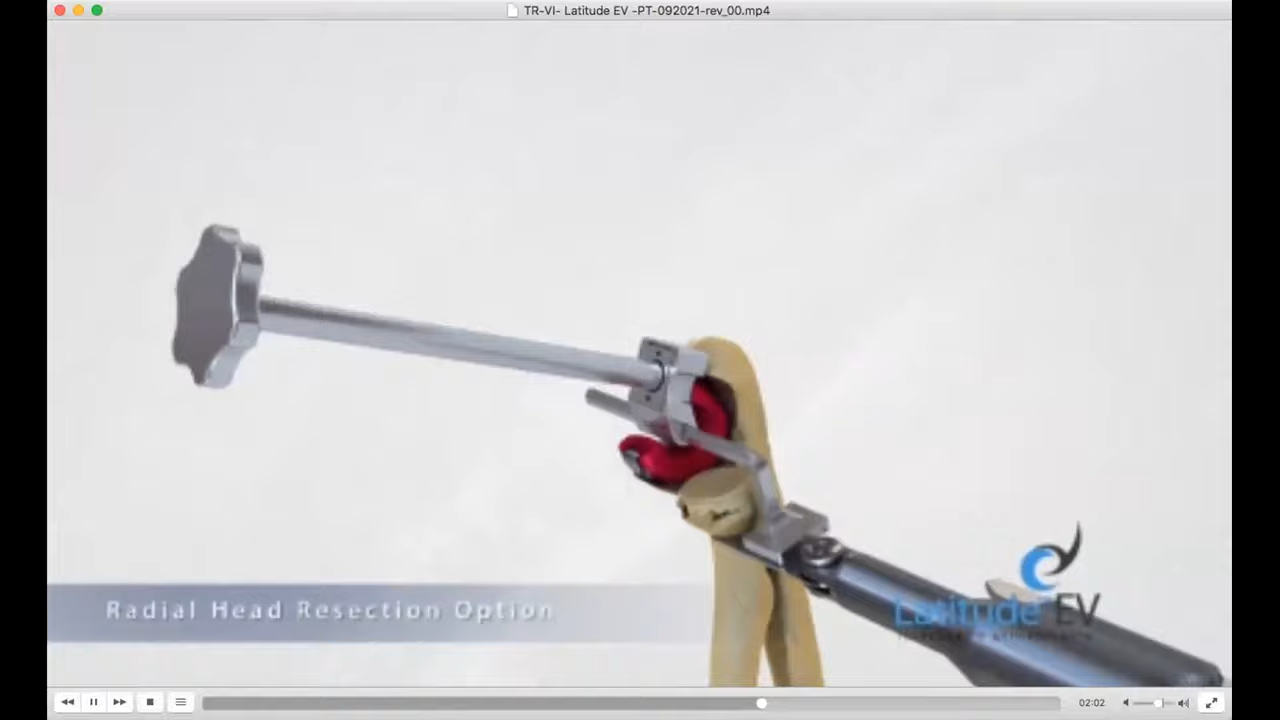 TR-VI- Latitude EV -PT-092021-rev_00.mp4
Radial Head Resection Option
Latitude EV
02:02